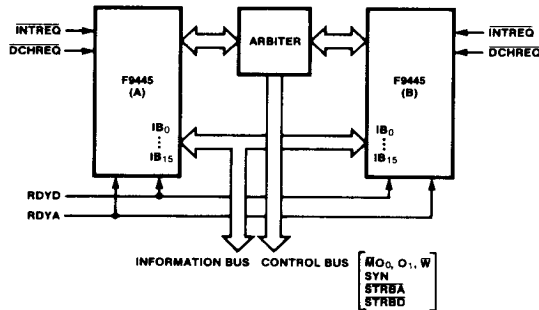 INTREQ
DCHREQ
F9445
(A)
IB0
⋮
IB15
ARBITER
F9445
(B)
IB0
⋮
IB15
INTREQ
DCHREQ
RDYD
RDYA
INFORMATION BUS
CONTROL BUS
M̅O0, O1, W̅
SYN
STRBA
STRBD